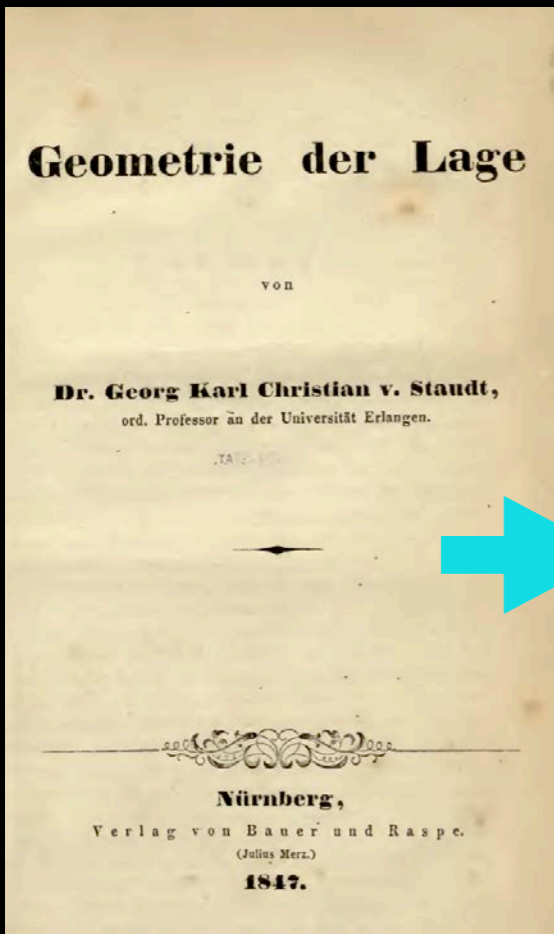 Geometrie der Lage
von
Dr. Georg Karl Christian v. Staudt,
ord. Professor an der Universität Erlangen.
Nürnberg,
Verlag von Bauer und Raspe.
(Julius Merz.)
1847.